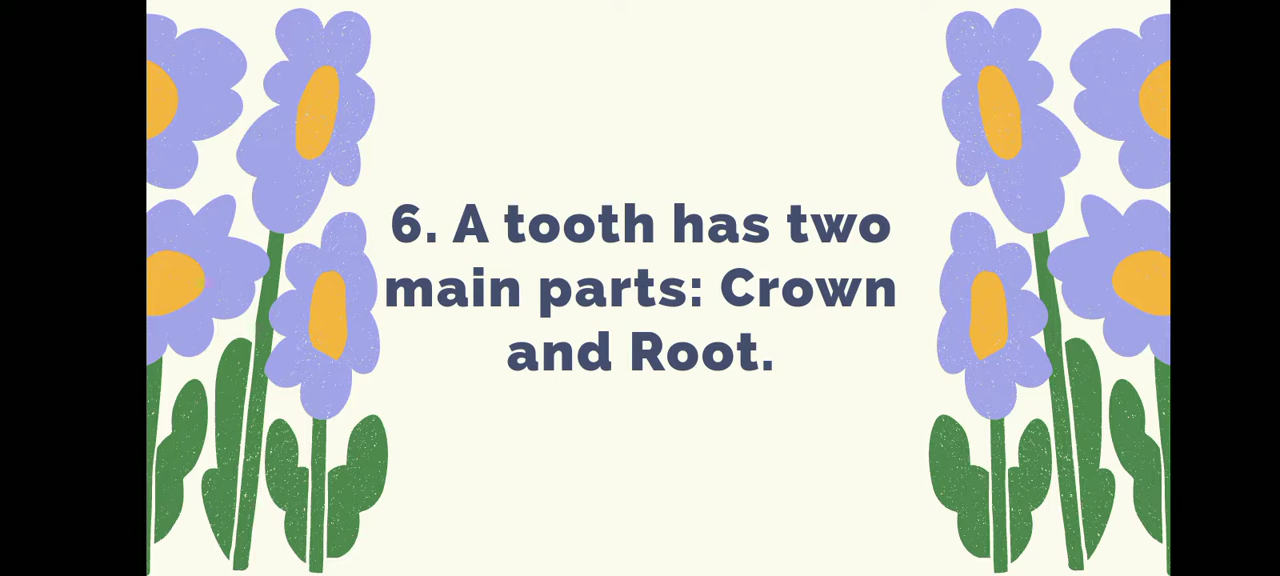 6. A tooth has two
main parts: Crown
and Root.